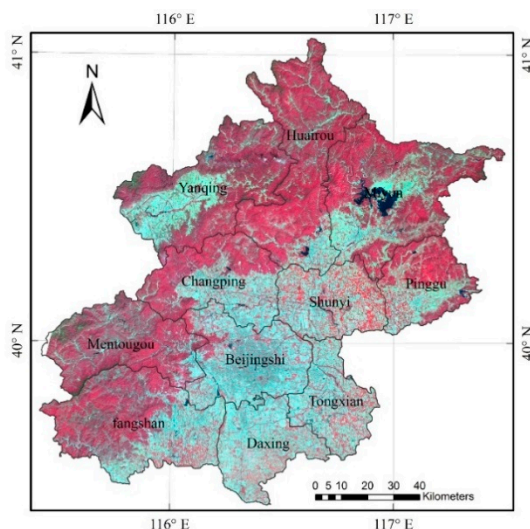 116° E 117° E
41° N 41° N
N
Huairou
Yanqing
Miyun
Changping
Pinggu
Shunyi
40° N 40° N
Mentougou
Beijingshi
Tongxian
fangshan
Daxing
0 5 10 20 30 40
Kilometers
116° E 117° E